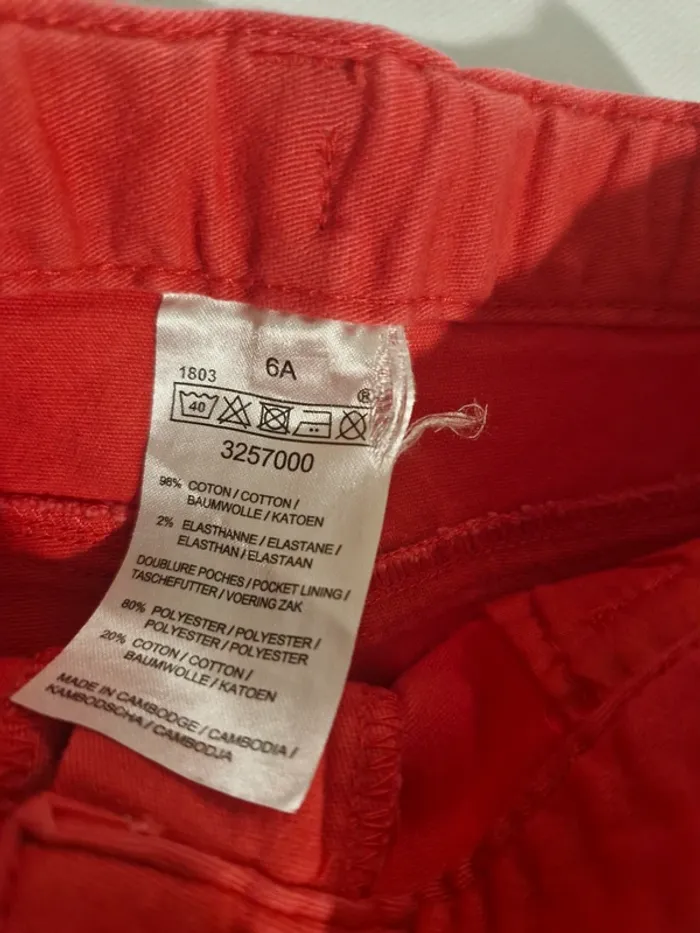 1803 6A
®
40
3257000
98% COTON / COTTON /
BAUMWOLLE / KATOEN
2% ELASTHANNE / ELASTANE /
ELASTHAN / ELASTAAN
DOUBLURE POCHES / POCKET LINING /
TASCHEFUTTER / VOERING ZAK
80% POLYESTER / POLYESTER /
POLYESTER / POLYESTER
20% COTON / COTTON /
BAUMWOLLE / KATOEN
MADE IN CAMBODGE / CAMBODIA /
KAMBODSCHA / CAMBODJA